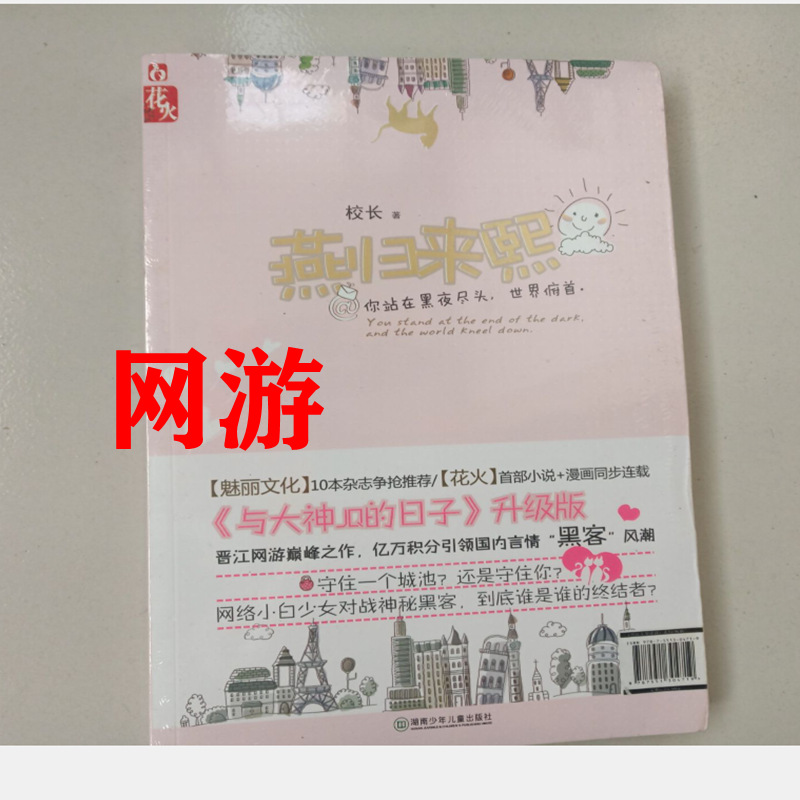 花火
校长 著
燕归来熙
你站在黑夜尽头，世界俯首。
You stand at the end of the dark,
and the world kneel down.
网游
【魅丽文化】10本杂志争抢推荐/【花火】首部小说+漫画同步连载
《与大神JQ的日子》升级版
晋江网游巅峰之作，亿万积分引领国内言情“黑客”风潮
守住一个城池？还是守住你？
网络小白少女对战神秘黑客，到底谁是谁的终结者？
湖南少年儿童出版社